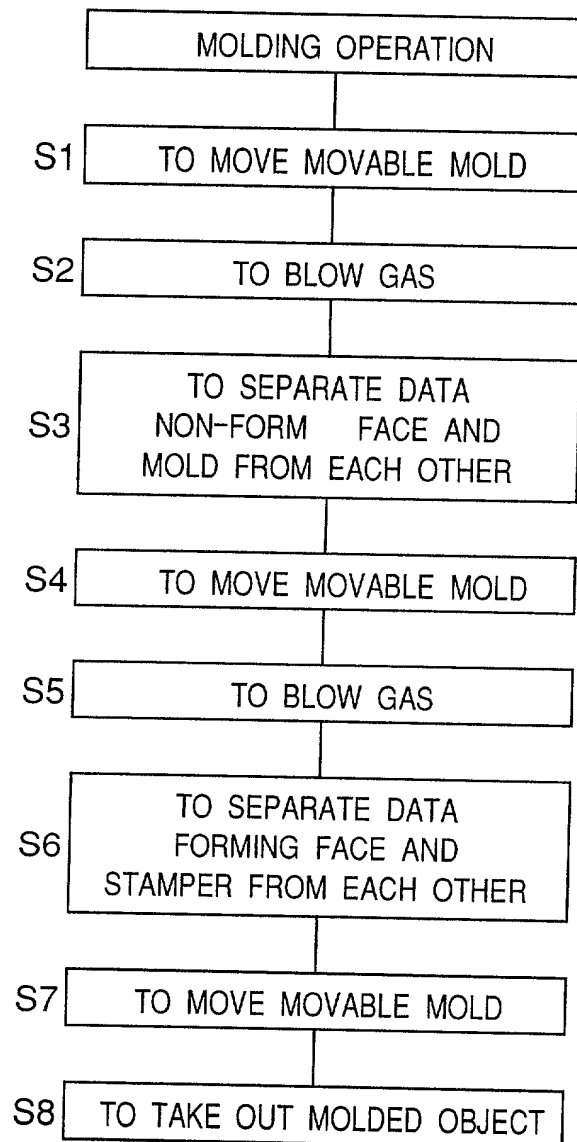 MOLDING OPERATION
S1 TO MOVE MOVABLE MOLD
S2 TO BLOW GAS
TO SEPARATE DATA
S3 NON-FORM FACE AND
MOLD FROM EACH OTHER
S4 TO MOVE MOVABLE MOLD
S5 TO BLOW GAS
TO SEPARATE DATA
S6 FORMING FACE AND
STAMPER FROM EACH OTHER
S7 TO MOVE MOVABLE MOLD
S8 TO TAKE OUT MOLDED OBJECT